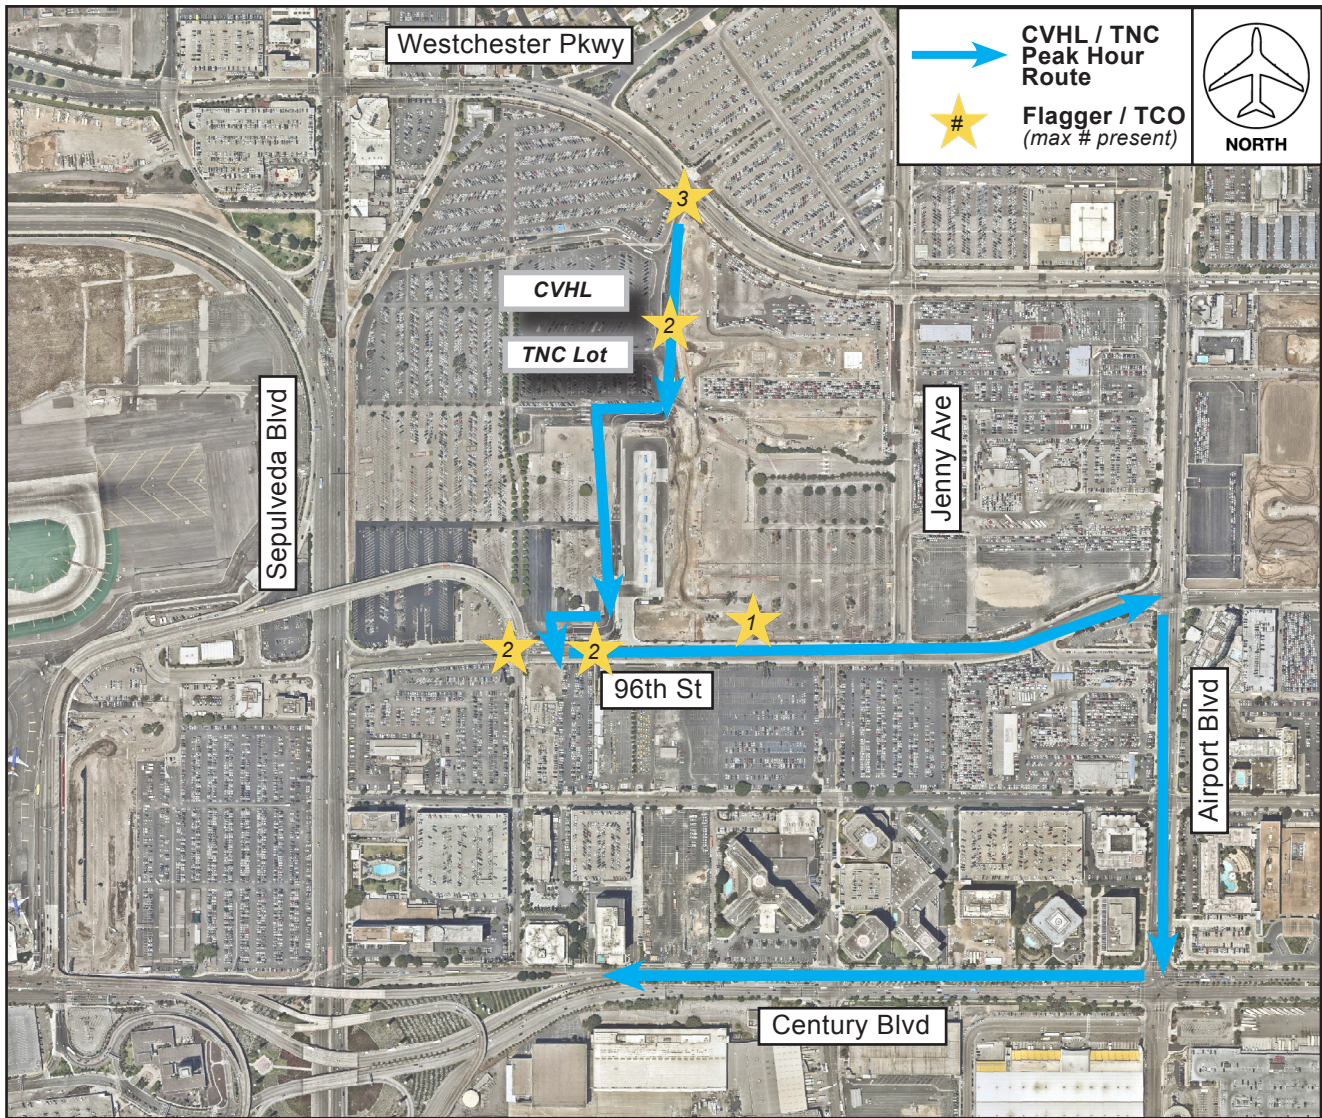 Westchester Pkwy
CVHL / TNC
Peak Hour
Route
#
Flagger / TCO
(max # present)
NORTH
3
CVHL
2
TNC Lot
Sepulveda Blvd
Jenny Ave
1
2
2
96th St
Airport Blvd
Century Blvd